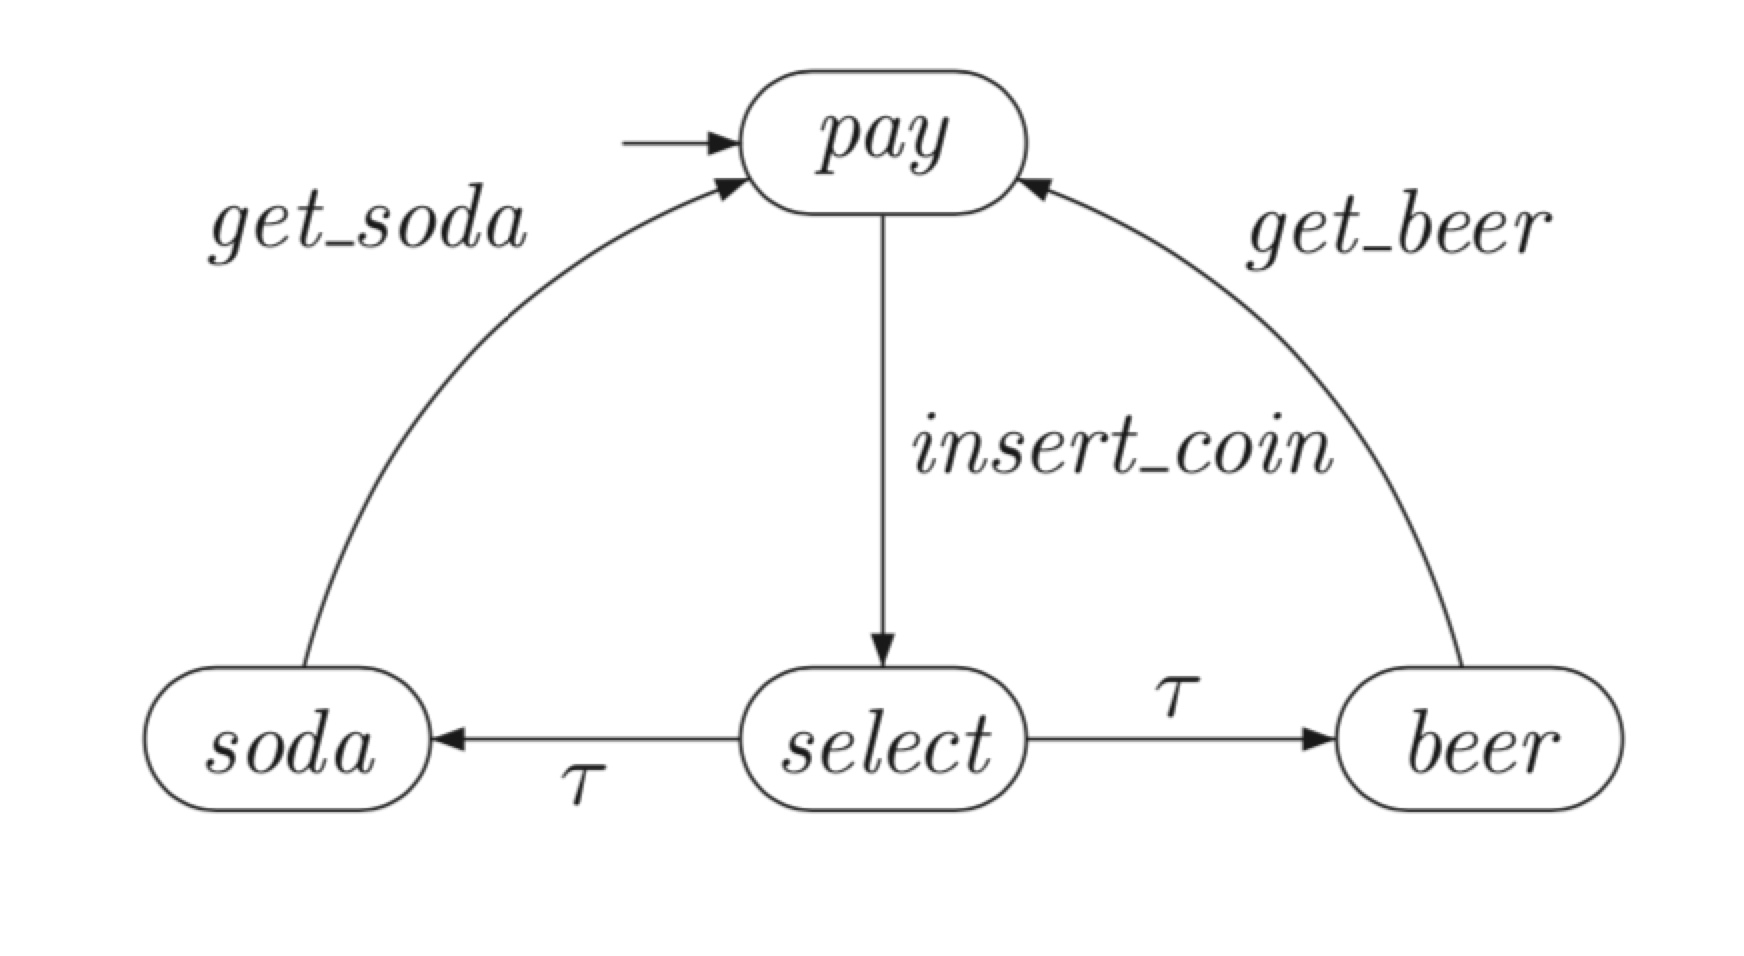 pay
get_soda
get_beer
insert_coin
soda
τ
select
τ
beer